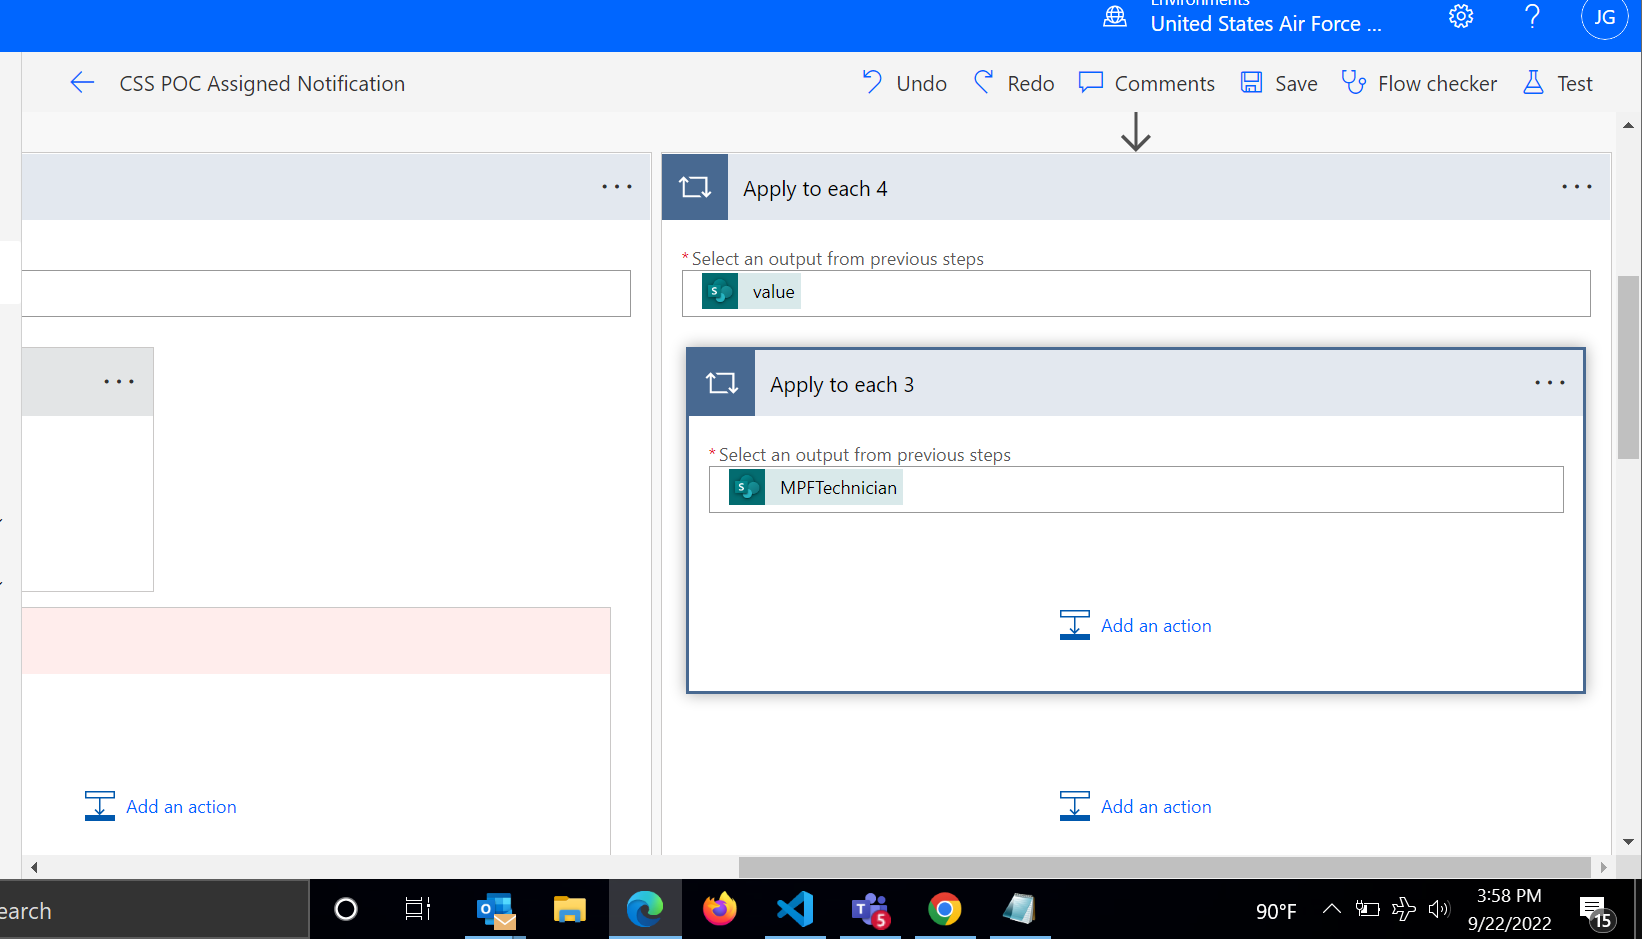 Environments
United States Air Force ...
JG
CSS POC Assigned Notification
Undo
Redo
Comments
Save
Flow checker
Test
Apply to each 4
* Select an output from previous steps
S
value
Apply to each 3
* Select an output from previous steps
S
MPFTechnician
Add an action
Add an action
Add an action
earch
5
90°F
3:58 PM
9/22/2022
15